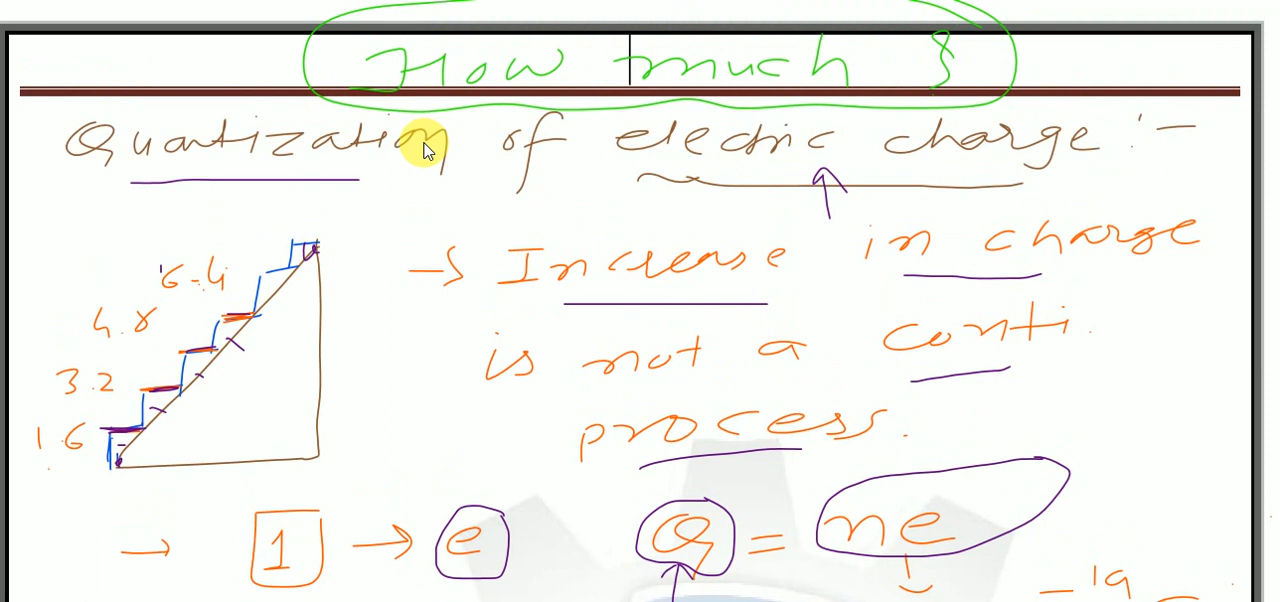 How much ?
Quantization of electric charge :-
→ Increase in charge
is not a conti.
process.
6.4
4.8
3.2
1.6
→ 1 → e Q = ne
-19